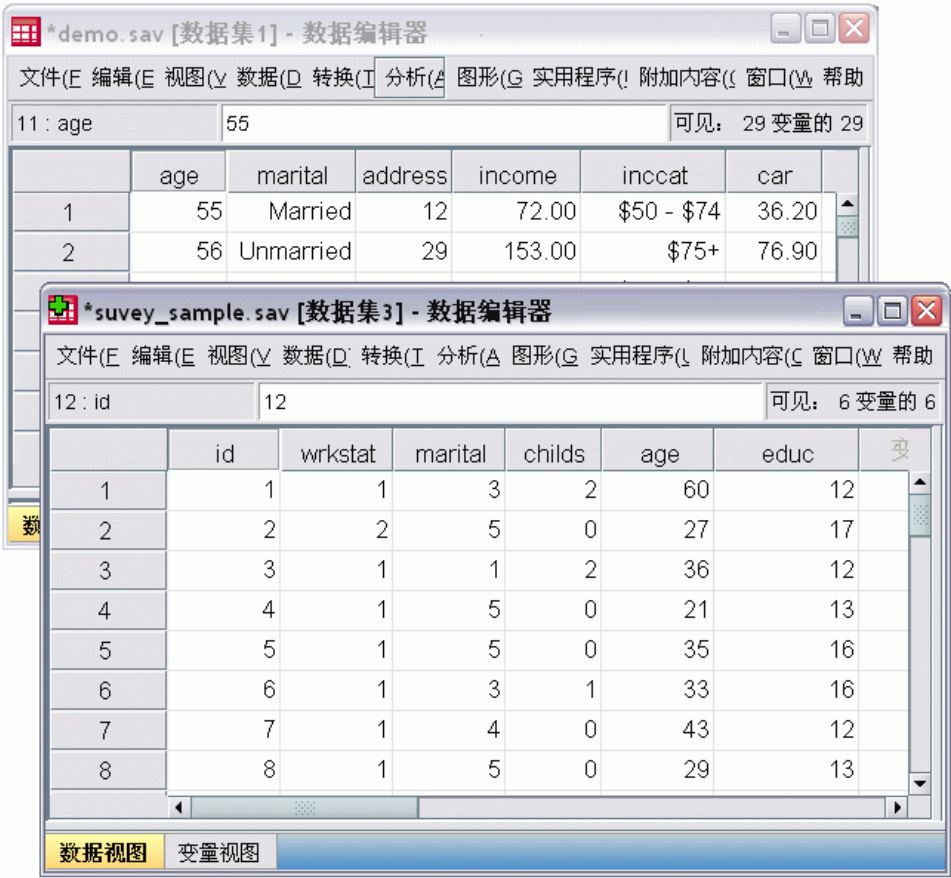 *demo.sav [数据集1] - 数据编辑器
文件(F 编辑(E 视图(V 数据(D 转换(T 分析(A 图形(G 实用程序(! 附加内容(( 窗口(W 帮助
11 : age 55 可见: 29 变量的 29
age marital address income inccat car
1 55 Married 12 72.00 $50 - $74 36.20
2 56 Unmarried 29 153.00 $75+ 76.90
数
*suvey_sample.sav [数据集3] - 数据编辑器
文件(F 编辑(E 视图(V 数据(D 转换(T 分析(A 图形(G 实用程序(U 附加内容(C 窗口(W 帮助
12 : id 12 可见: 6 变量的 6
id wrkstat marital childs age educ 变
1 1 1 3 2 60 12
2 2 2 5 0 27 17
3 3 1 1 2 36 12
4 4 1 5 0 21 13
5 5 1 5 0 35 16
6 6 1 3 1 33 16
7 7 1 4 0 43 12
8 8 1 5 0 29 13
数据视图 变量视图